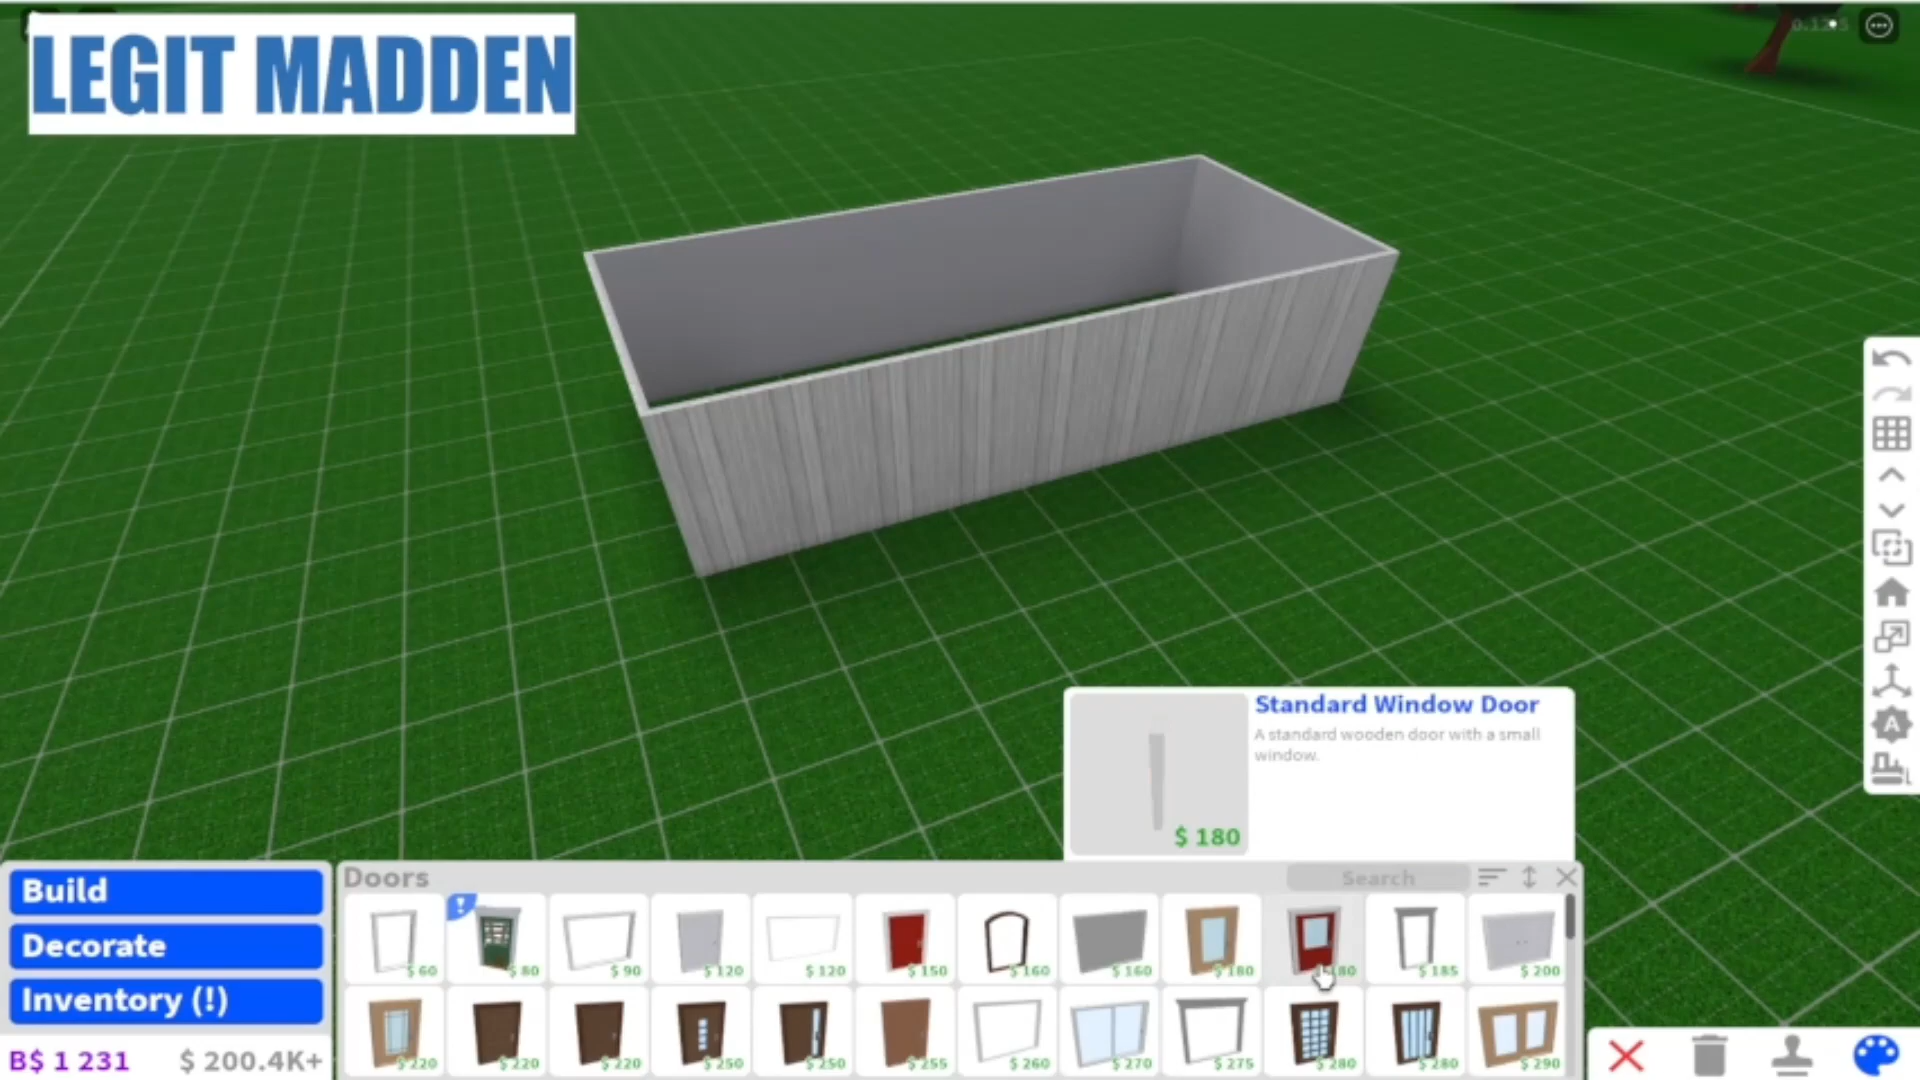 LEGIT MADDEN
Standard Window Door
A standard wooden door with a small
window.
$ 180
Build
Decorate
Inventory (!)
B$ 1 231
$ 200.4K+
Doors
Search
$ 60
$ 80
$ 90
$ 120
$ 120
$ 150
$ 160
$ 160
$ 180
$ 185
$ 200
$ 220
$ 220
$ 220
$ 250
$ 250
$ 255
$ 260
$ 270
$ 275
$ 280
$ 280
$ 290
A